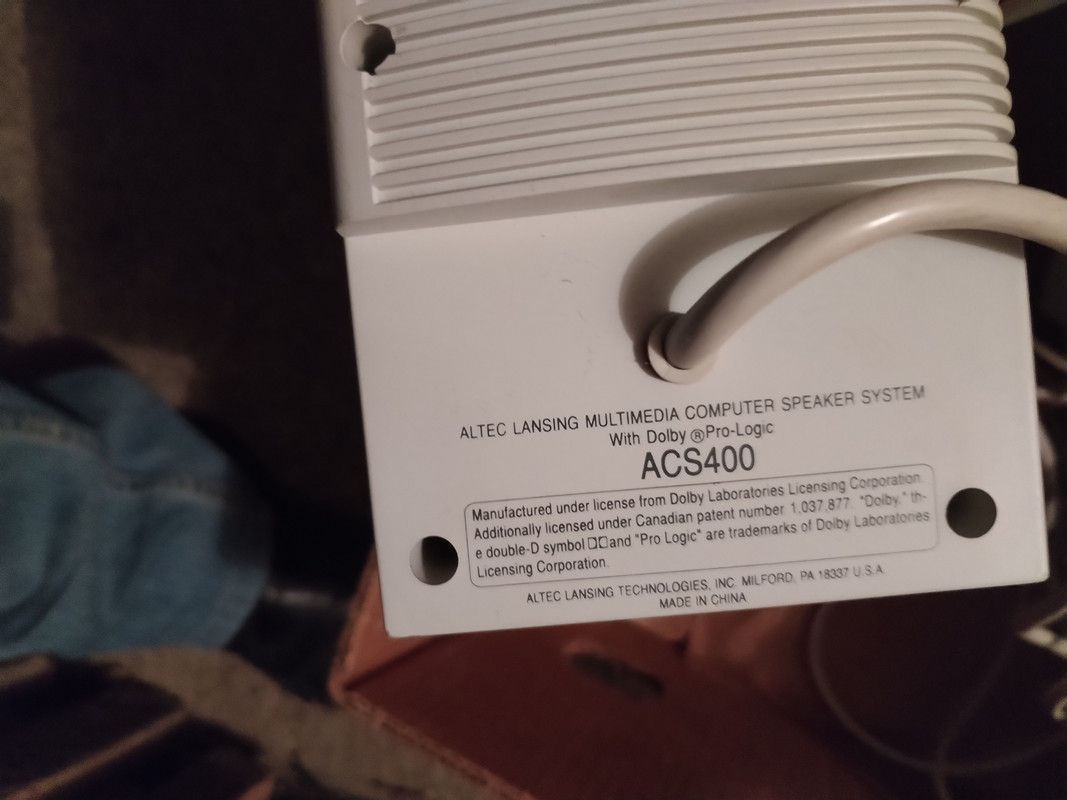 ALTEC LANSING MULTIMEDIA COMPUTER SPEAKER SYSTEM
With Dolby ®Pro-Logic
ACS400
Manufactured under license from Dolby Laboratories Licensing Corporation.
Additionally licensed under Canadian patent number 1,037,877. "Dolby," th-
e double-D symbol □□and "Pro Logic" are trademarks of Dolby Laboratories
Licensing Corporation.
ALTEC LANSING TECHNOLOGIES, INC. MILFORD, PA 18337 U.S.A.
MADE IN CHINA